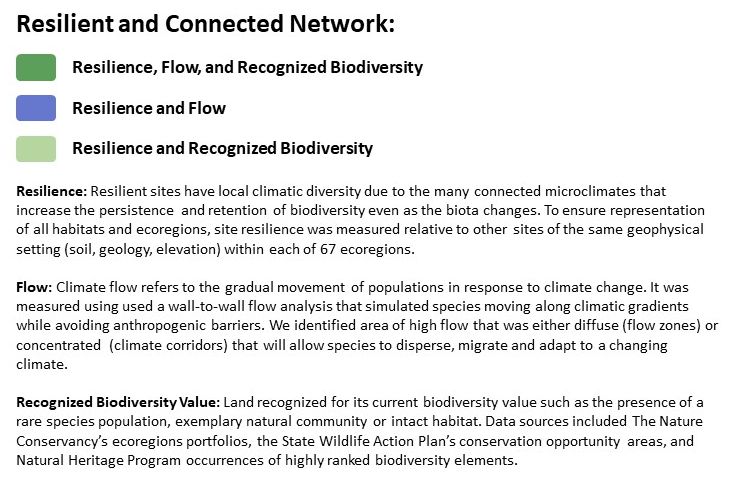 Resilient and Connected Network:
Resilience, Flow, and Recognized Biodiversity
Resilience and Flow
Resilience and Recognized Biodiversity
Resilience: Resilient sites have local climatic diversity due to the many connected microclimates that
increase the persistence and retention of biodiversity even as the biota changes. To ensure representation
of all habitats and ecoregions, site resilience was measured relative to other sites of the same geophysical
setting (soil, geology, elevation) within each of 67 ecoregions.
Flow: Climate flow refers to the gradual movement of populations in response to climate change. It was
measured using used a wall-to-wall flow analysis that simulated species moving along climatic gradients
while avoiding anthropogenic barriers. We identified area of high flow that was either diffuse (flow zones) or
concentrated (climate corridors) that will allow species to disperse, migrate and adapt to a changing
climate.
Recognized Biodiversity Value: Land recognized for its current biodiversity value such as the presence of a
rare species population, exemplary natural community or intact habitat. Data sources included The Nature
Conservancy's ecoregions portfolios, the State Wildlife Action Plan's conservation opportunity areas, and
Natural Heritage Program occurrences of highly ranked biodiversity elements.